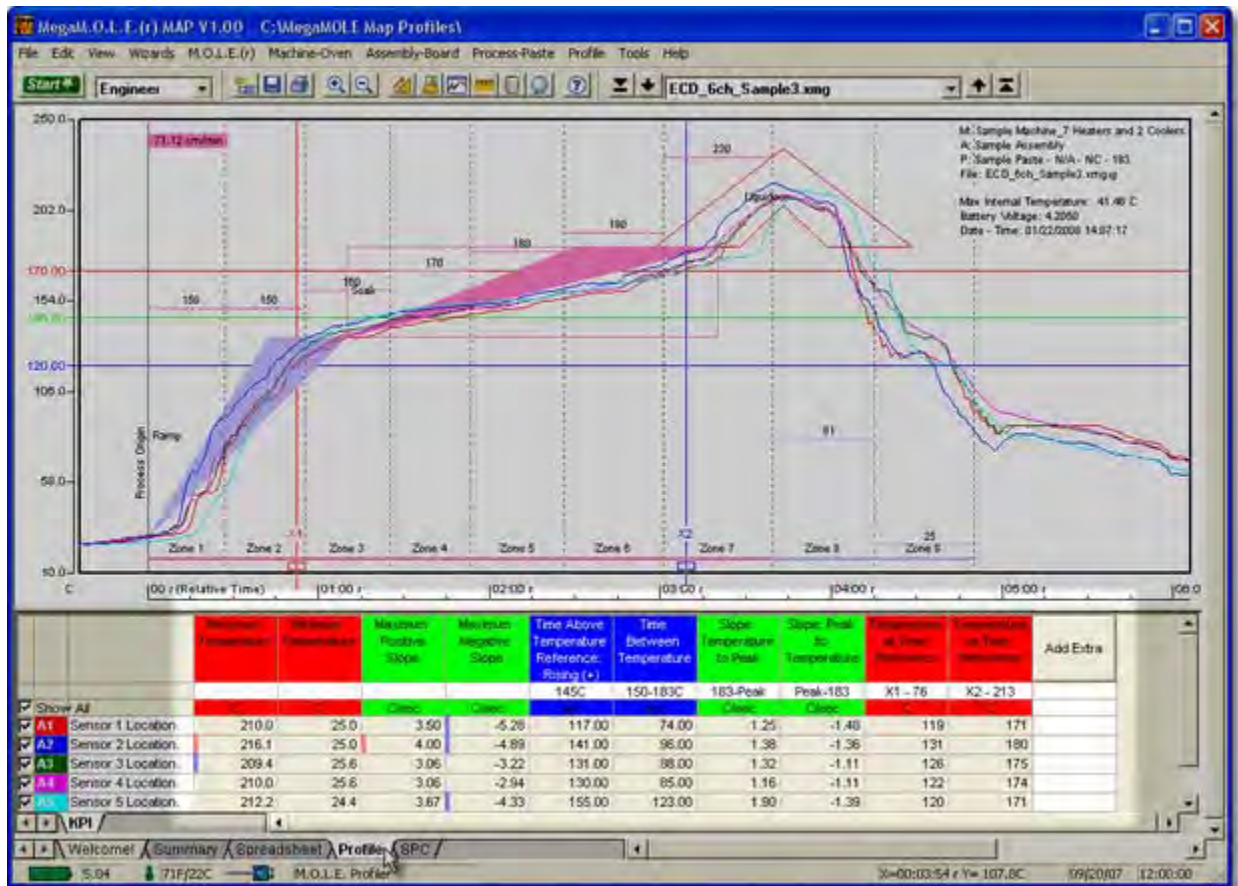 MegaM.O.L.E.(r) MAP V1.00 C:\MegaMOLE Map Profiles\
File Edit View Wizards M.O.L.E.(r) Machine-Oven Assembly-Board Process-Paste Profile Tools Help
Start Engineer ECD_6ch_Sample3.xmg
250.0
71.12 cm/min
M: Sample Machine_7 Heaters and 2 Coolers
A: Sample Assembly
P: Sample Paste - N/A - NC - 183
230
Max Internal Temperature: 41.46 C
Battery Voltage: 4.2050
Date - Time: 01/22/2008 14:07:17
202.0
190
180
170
170.00
160
Soak
154.0
150 150
120.00
106.0
81
Ramp
Process Origin
58.0
X1 X2
25
Zone 1 Zone 2 Zone 3 Zone 4 Zone 5 Zone 6 Zone 7 Zone 8 Zone 9
10.0
C 00 r (Relative Time) 01:00 r 02:00 r 03:00 r 04:00 r 05:00 r 06:0
Maximum Temperature Minimum Temperature Maximum Positive Slope Maximum Negative Slope Time Above Temperature Reference: Rising (+) Time Between Temperature Slope: Temperature to Peak Slope: Peak to Temperature Add Extra
145C 150-183C 183-Peak Peak-183 X1 - 76 X2 - 213
Show All
A1 Sensor 1 Location. 210.0 25.0 3.50 -5.28 117.00 74.00 1.25 -1.48 119 171
A2 Sensor 2 Location. 216.1 25.0 4.00 -4.89 141.00 96.00 1.38 -1.36 131 180
A3 Sensor 3 Location. 209.4 25.6 3.06 -3.22 131.00 88.00 1.32 -1.11 126 175
A4 Sensor 4 Location. 210.0 25.6 3.06 -2.94 130.00 85.00 1.16 -1.11 122 174
A5 Sensor 5 Location. 212.2 24.4 3.67 -4.33 155.00 123.00 1.90 -1.39 120 171
KPI
Welcome! Summary Spreadsheet Profile SPC
5.04 71F/22C M.O.L.E. Profile X=00:03:54 r Y= 107.8C 09/20/07 12:00:00